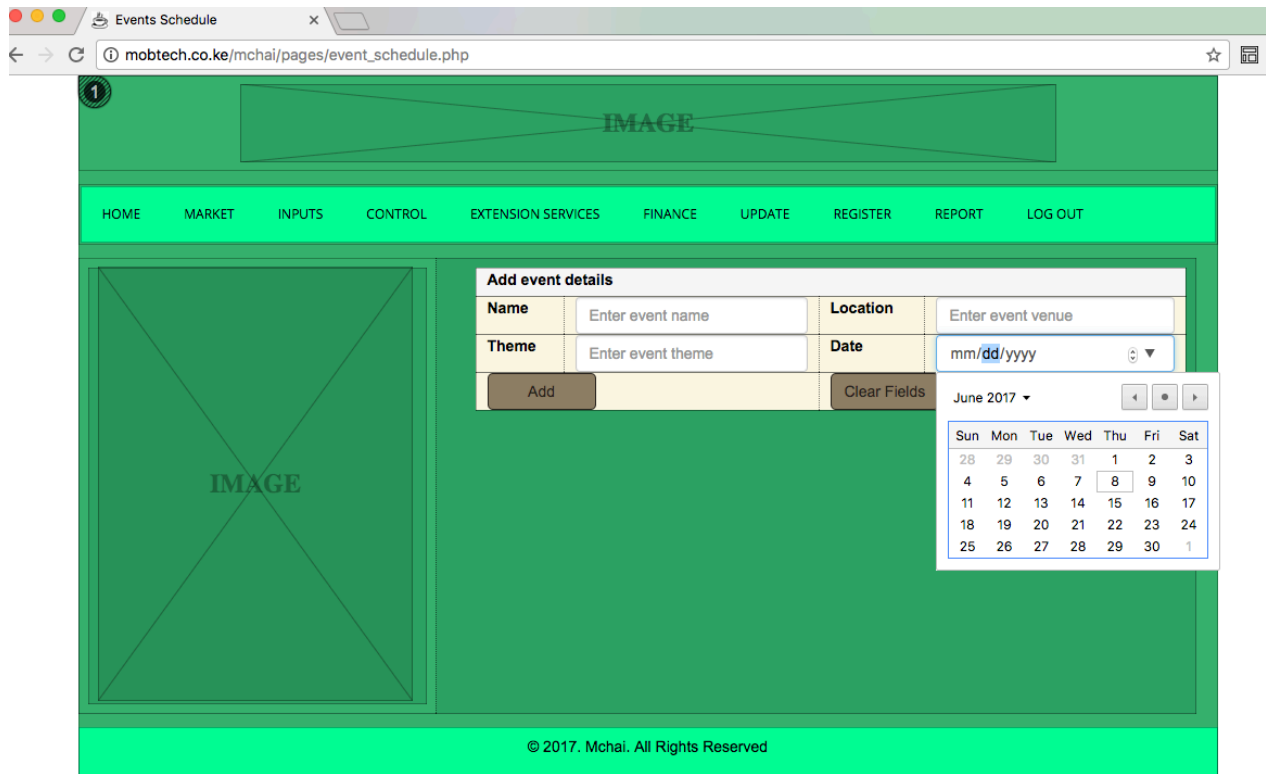 Events Schedule
mobtech.co.ke/mchai/pages/event_schedule.php
1
IMAGE
HOME MARKET INPUTS CONTROL EXTENSION SERVICES FINANCE UPDATE REGISTER REPORT LOG OUT
IMAGE
Add event details
Name Enter event name Location Enter event venue
Theme Enter event theme Date mm/dd/yyyy
Add Clear Fields
June 2017
Sun Mon Tue Wed Thu Fri Sat
28 29 30 31 1 2 3
4 5 6 7 8 9 10
11 12 13 14 15 16 17
18 19 20 21 22 23 24
25 26 27 28 29 30 1
© 2017. Mchai. All Rights Reserved